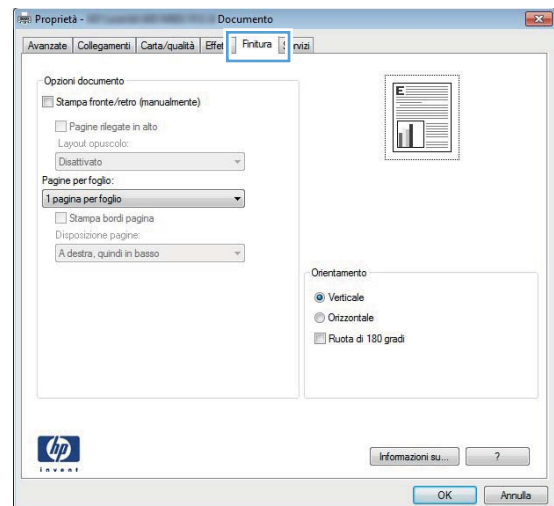 Proprietà - Documento
Avanzate Collegamenti Carta/qualità Finitura
Opzioni documento
Stampa fronte/retro (manualmente)
Pagine rilegate in alto
Layout opuscolo:
Disattivato
Pagine per foglio:
1 pagina per foglio
Stampa bordi pagina
Disposizione pagine:
A destra, quindi in basso
E
Orientamento
Verticale
Orizzontale
Ruota di 180 gradi
hp
invent
Informazioni su... ?
OK Annulla